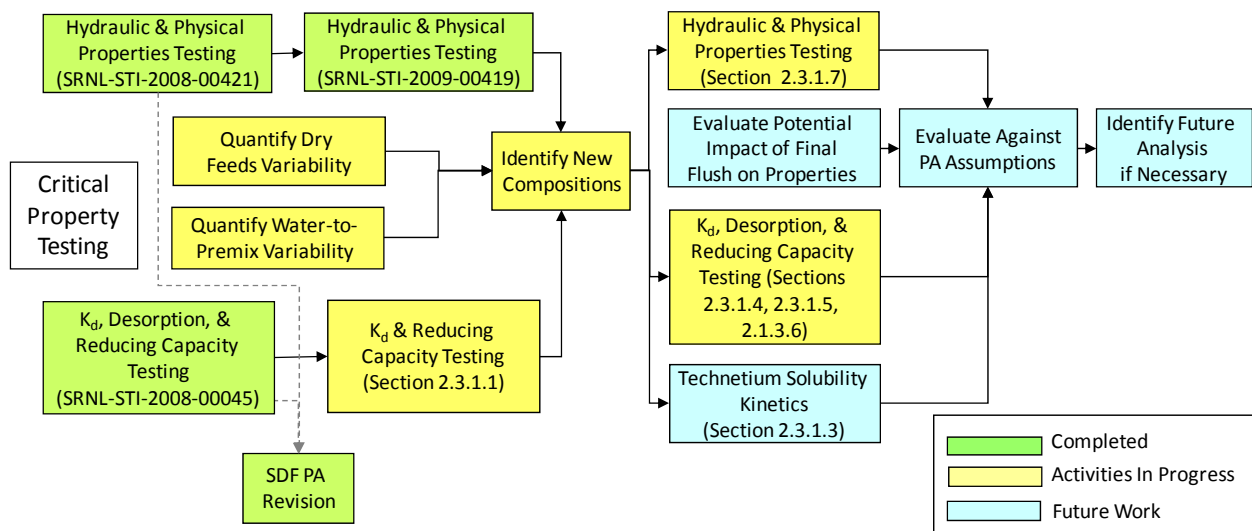 Hydraulic & Physical
Properties Testing
(SRNL-STI-2008-00421)
Hydraulic & Physical
Properties Testing
(SRNL-STI-2009-00419)
Hydraulic & Physical
Properties Testing
(Section 2.3.1.7)
Quantify Dry
Feeds Variability
Identify New
Compositions
Evaluate Potential
Impact of Final
Flush on Properties
Evaluate Against
PA Assumptions
Identify Future
Analysis
if Necessary
Critical
Property
Testing
Quantify Water-to-
Premix Variability
Kd, Desorption, &
Reducing Capacity
Testing (Sections
2.3.1.4, 2.3.1.5,
2.1.3.6)
Kd, Desorption, &
Reducing Capacity
Testing
(SRNL-STI-2008-00045)
Kd & Reducing
Capacity Testing
(Section 2.3.1.1)
Technetium Solubility
Kinetics
(Section 2.3.1.3)
SDF PA
Revision
Completed
Activities In Progress
Future Work